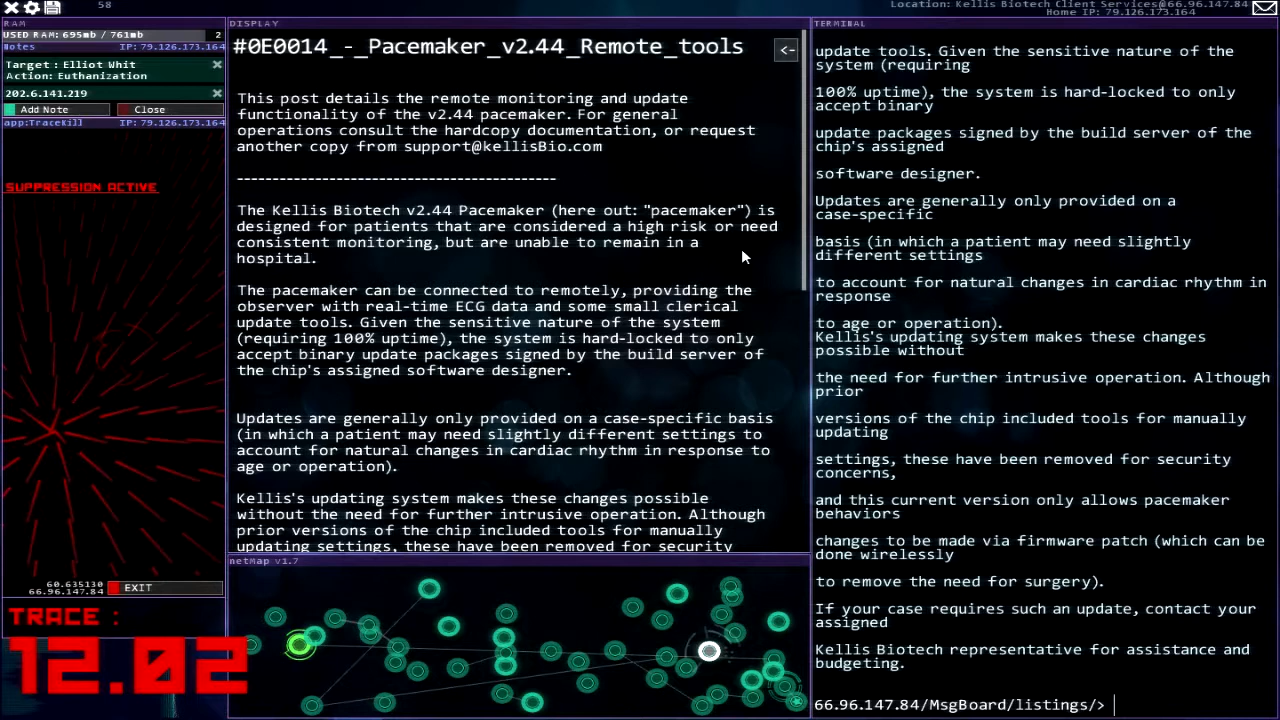 Location: Kellis Biotech Client Services@66.96.147.84
Home IP: 79.126.173.164
58
RAM
USED RAM: 695mb / 761mb 2
Notes IP: 79.126.173.164
Target : Elliot Whit
Action: Euthanization
202.6.141.219
Add Note Close
app:TraceKill IP: 79.126.173.164
SUPPRESSION ACTIVE
60.635130
66.96.147.84
EXIT
TRACE :
12.02
DISPLAY
#0E0014_-_Pacemaker_v2.44_Remote_tools
<-
This post details the remote monitoring and update
functionality of the v2.44 pacemaker. For general
operations consult the hardcopy documentation, or request
another copy from support@kellisBio.com
-------------------------------------------
The Kellis Biotech v2.44 Pacemaker (here out: "pacemaker") is
designed for patients that are considered a high risk or need
consistent monitoring, but are unable to remain in a
hospital.
The pacemaker can be connected to remotely, providing the
observer with real-time ECG data and some small clerical
update tools. Given the sensitive nature of the system
(requiring 100% uptime), the system is hard-locked to only
accept binary update packages signed by the build server of
the chip's assigned software designer.
Updates are generally only provided on a case-specific basis
(in which a patient may need slightly different settings to
account for natural changes in cardiac rhythm in response to
age or operation).
Kellis's updating system makes these changes possible
without the need for further intrusive operation. Although
prior versions of the chip included tools for manually
updating settings, these have been removed for security
netMap v1.7
TERMINAL
update tools. Given the sensitive nature of the
system (requiring
100% uptime), the system is hard-locked to only
accept binary
update packages signed by the build server of the
chip's assigned
software designer.
Updates are generally only provided on a
case-specific
basis (in which a patient may need slightly
different settings
to account for natural changes in cardiac rhythm in
response
to age or operation).
Kellis's updating system makes these changes
possible without
the need for further intrusive operation. Although
prior
versions of the chip included tools for manually
updating
settings, these have been removed for security
concerns,
and this current version only allows pacemaker
behaviors
changes to be made via firmware patch (which can be
done wirelessly
to remove the need for surgery).
If your case requires such an update, contact your
assigned
Kellis Biotech representative for assistance and
budgeting.
66.96.147.84/MsgBoard/listings/>